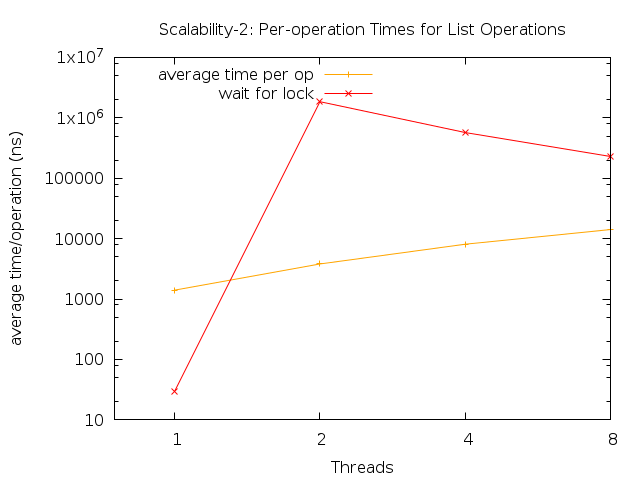 Scalability-2: Per-operation Times for List Operations
1x10^7
average time per op
wait for lock
1x10^6
100000
10000
1000
100
10
average time/operation (ns)
1 2 4 8
Threads